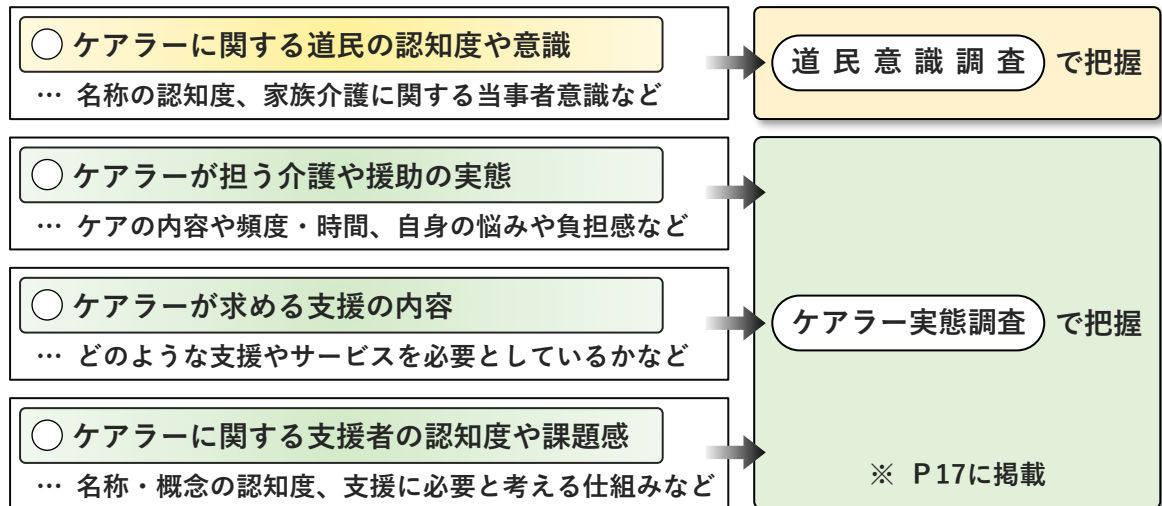 ○ ケアラーに関する道民の認知度や意識
… 名称の認知度、家族介護に関する当事者意識など
道民意識調査 で把握
○ ケアラーが担う介護や援助の実態
… ケアの内容や頻度・時間、自身の悩みや負担感など
○ ケアラーが求める支援の内容
… どのような支援やサービスを必要としているかなど
ケアラー実態調査 で把握
○ ケアラーに関する支援者の認知度や課題感
… 名称・概念の認知度、支援に必要と考える仕組みなど
※ P17に掲載